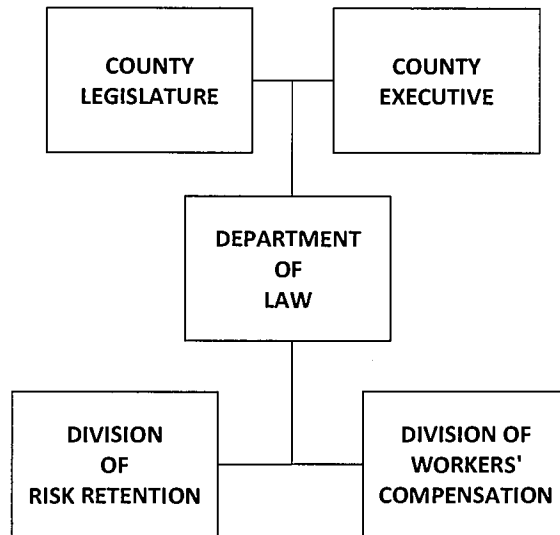 COUNTY
LEGISLATURE
COUNTY
EXECUTIVE
DEPARTMENT
OF
LAW
DIVISION
OF
RISK RETENTION
DIVISION OF
WORKERS'
COMPENSATION